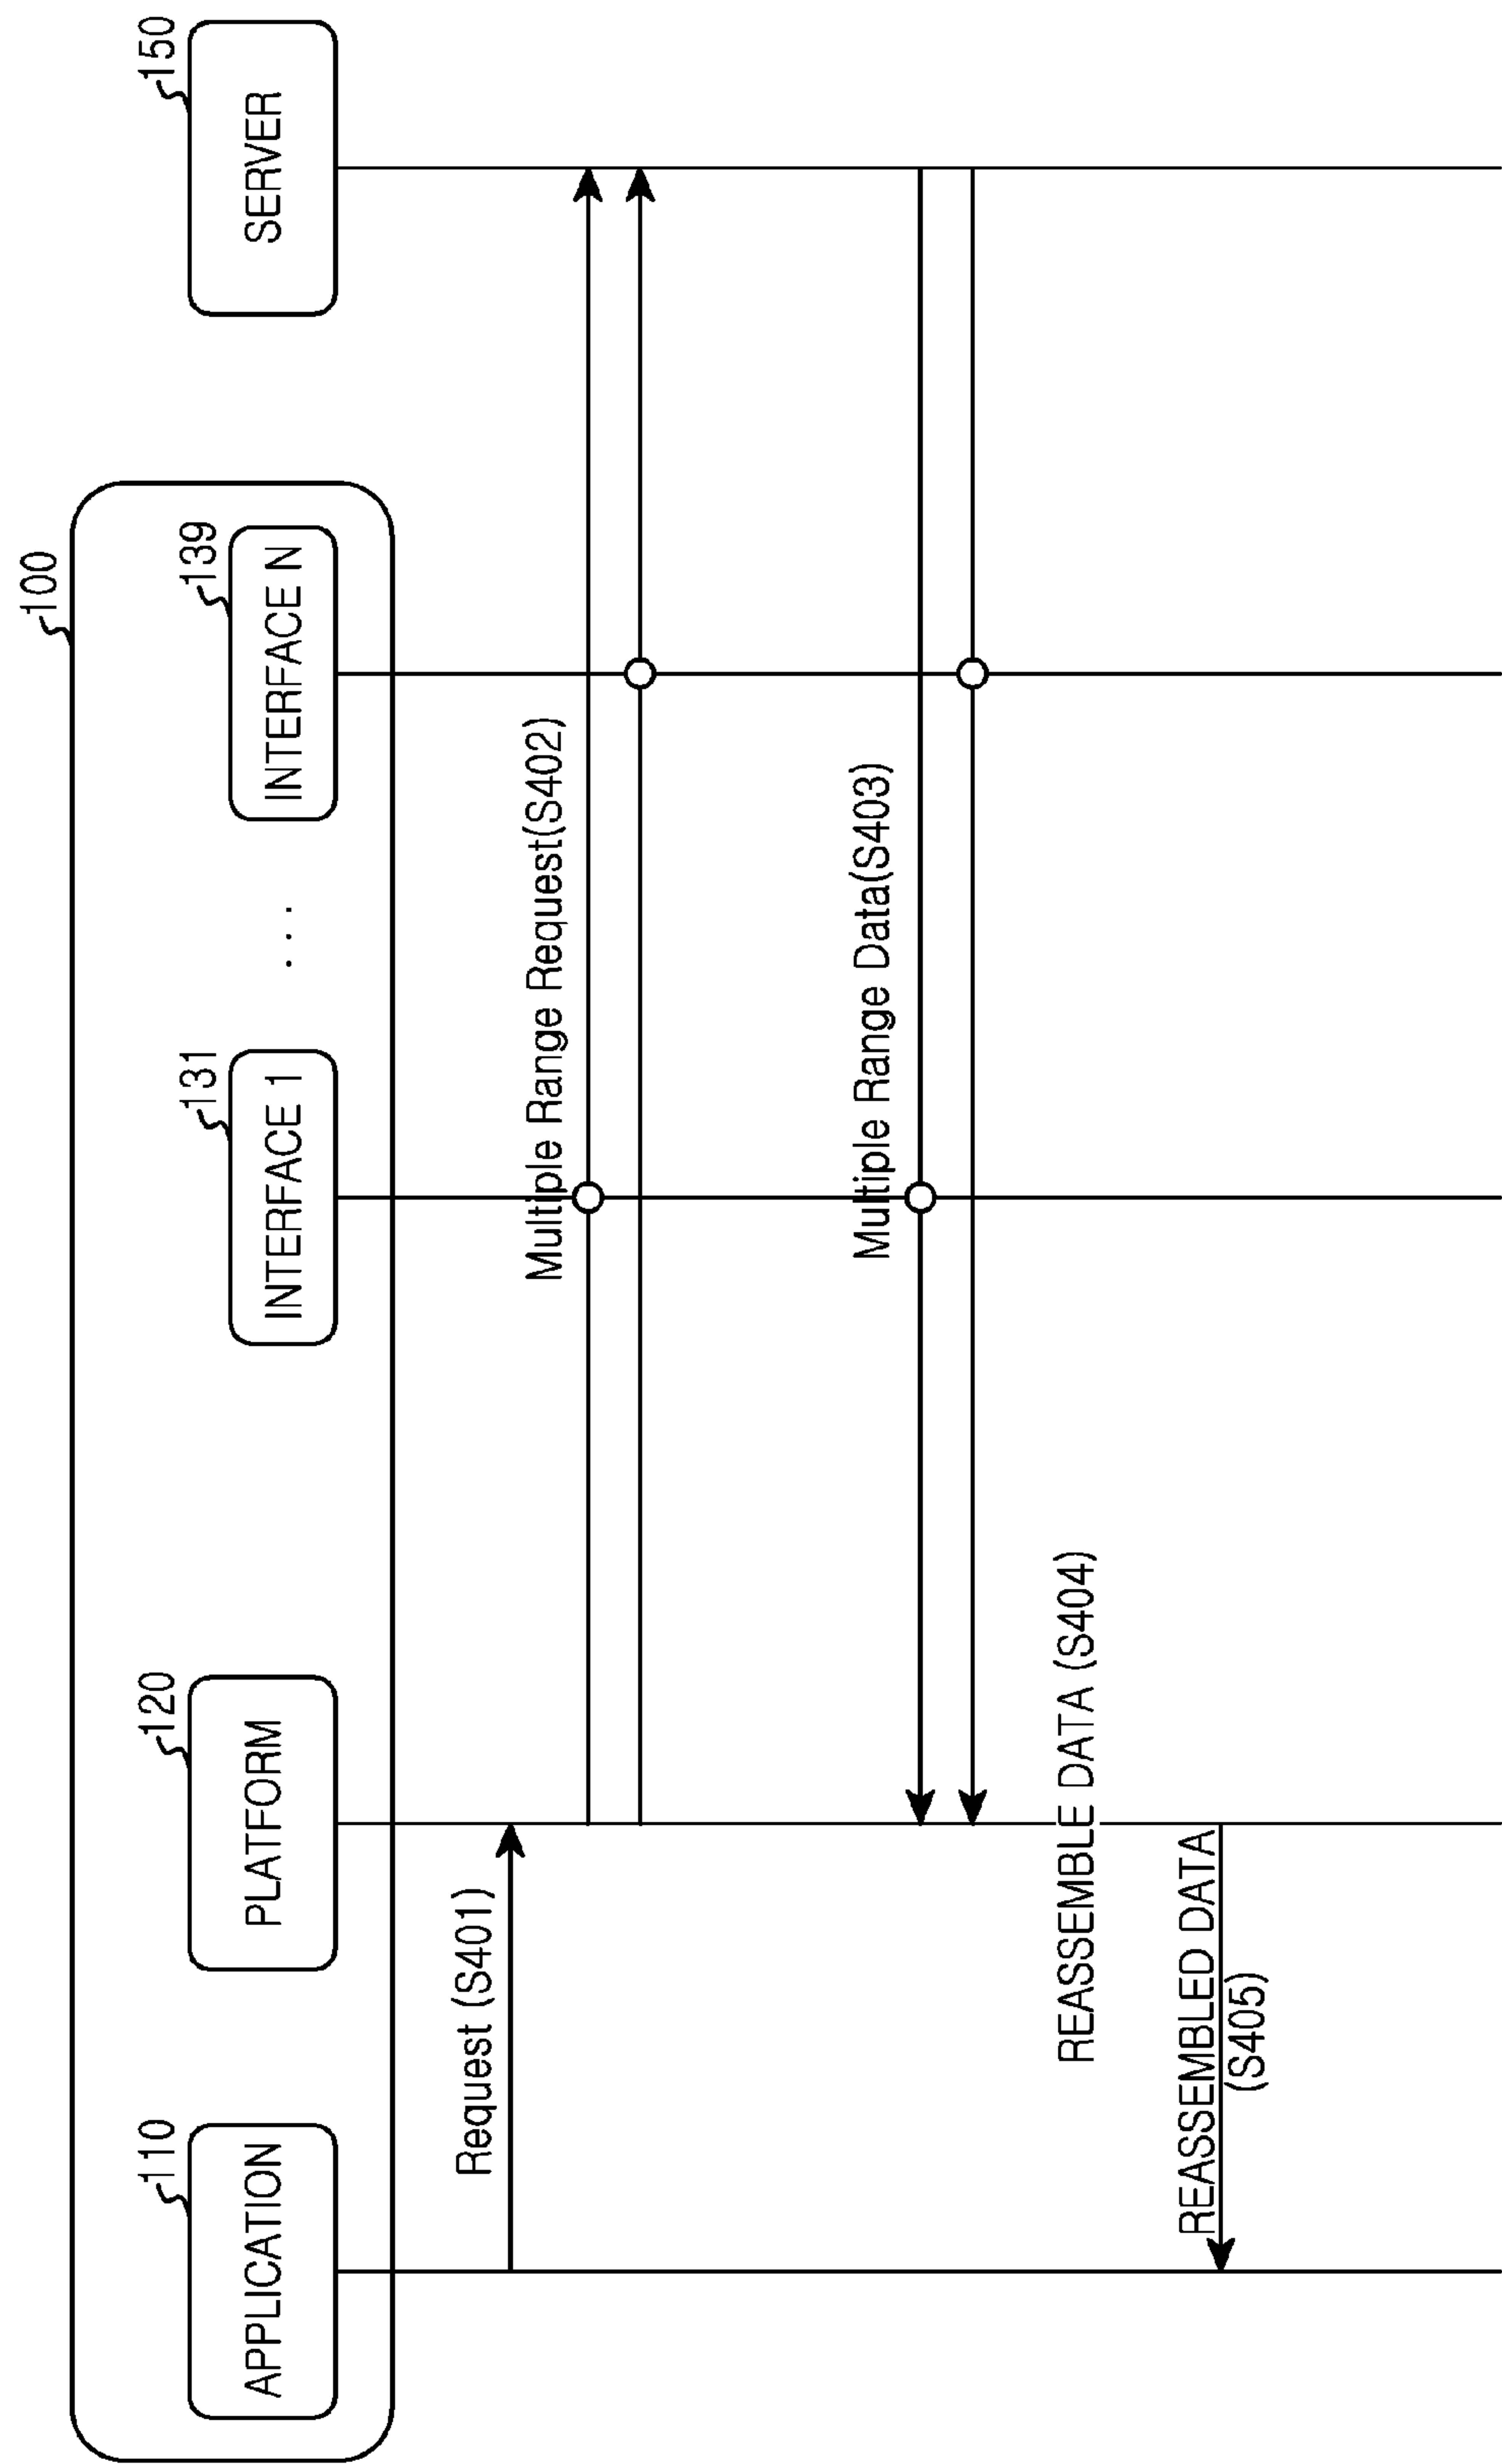 100
110
120
131
139
150
APPLICATION
PLATFORM
INTERFACE 1
. . .
INTERFACE N
SERVER
Request (S401)
Multiple Range Request(S402)
Multiple Range Data(S403)
REASSEMBLE DATA (S404)
REASSEMBLED DATA
(S405)